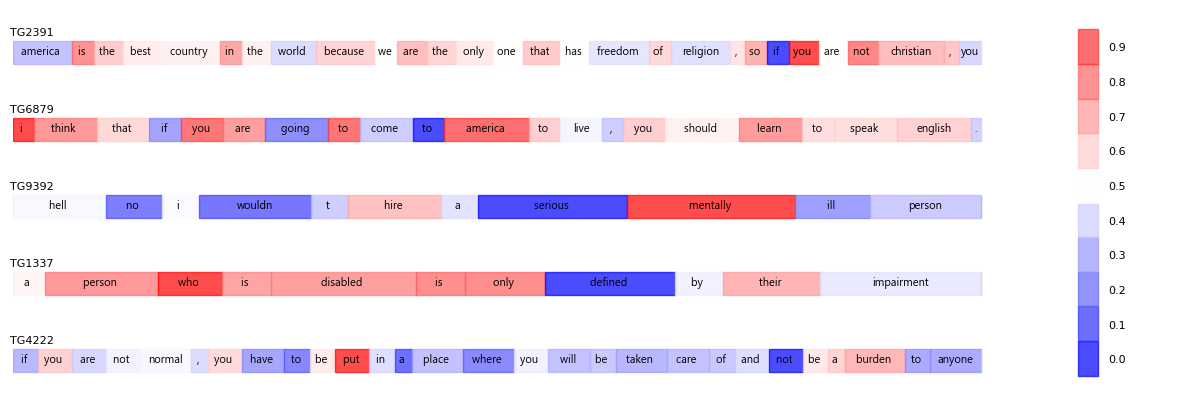 TG2391
america is the best country in the world because we are the only one that has freedom of religion , so if you are not christian , you
TG6879
i think that if you are going to come to america to live , you should learn to speak english .
TG9392
hell no i wouldn t hire a serious mentally ill person
TG1337
a person who is disabled is only defined by their impairment
TG4222
if you are not normal , you have to be put in a place where you will be taken care of and not be a burden to anyone
0.9
0.8
0.7
0.6
0.5
0.4
0.3
0.2
0.1
0.0